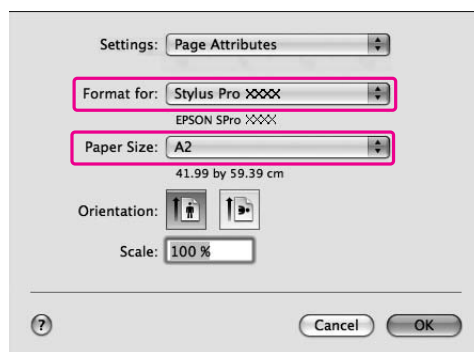 Settings: Page Attributes
Format for: Stylus Pro XXXX
EPSON SPro XXXX
Paper Size: A2
41.99 by 59.39 cm
Orientation:
Scale: 100 %
? Cancel OK